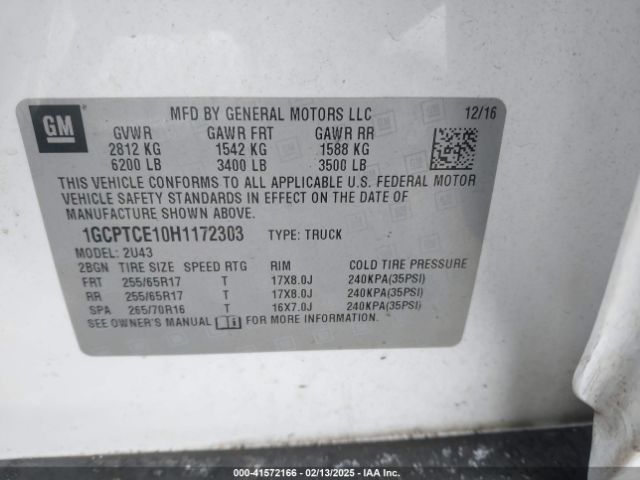 GM
MFD BY GENERAL MOTORS LLC 12/16
GVWR GAWR FRT GAWR RR
2812 KG 1542 KG 1588 KG
6200 LB 3400 LB 3500 LB
THIS VEHICLE CONFORMS TO ALL APPLICABLE U.S. FEDERAL MOTOR
VEHICLE SAFETY STANDARDS IN EFFECT ON THE DATE OF
MANUFACTURE SHOWN ABOVE.
1GCPTCE10H1172303 TYPE: TRUCK
MODEL: 2U43
2BGN TIRE SIZE SPEED RTG RIM COLD TIRE PRESSURE
FRT 255/65R17 T 17X8.0J 240KPA(35PSI)
RR 255/65R17 T 17X8.0J 240KPA(35PSI)
SPA 265/70R16 T 16X7.0J 240KPA(35PSI)
SEE OWNER'S MANUAL FOR MORE INFORMATION.
000-41572166 - 02/13/2025 - IAA Inc.